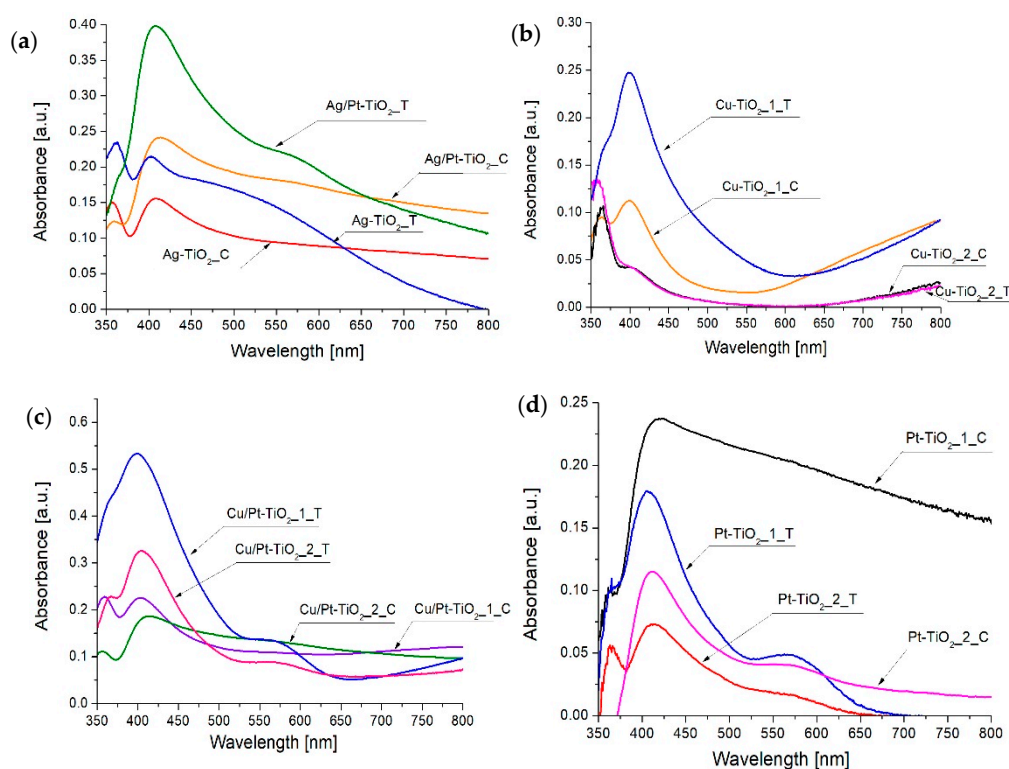 (a)
Absorbance [a.u.]
0.40
0.35
0.30
0.25
0.20
0.15
0.10
0.05
0.00
Ag/Pt-TiO₂_T
Ag/Pt-TiO₂_C
Ag-TiO₂_T
Ag-TiO₂_C
350 400 450 500 550 600 650 700 750 800
Wavelength [nm]
(b)
Absorbance [a.u.]
0.30
0.25
0.20
0.15
0.10
0.05
0.00
Cu-TiO₂_1_T
Cu-TiO₂_1_C
Cu-TiO₂_2_C
Cu-TiO₂_2_T
350 400 450 500 550 600 650 700 750 800
Wavelength [nm]
(c)
Absorbance [a.u.]
0.6
0.5
0.4
0.3
0.2
0.1
0.0
Cu/Pt-TiO₂_1_T
Cu/Pt-TiO₂_2_T
Cu/Pt-TiO₂_2_C
Cu/Pt-TiO₂_1_C
350 400 450 500 550 600 650 700 750 800
Wavelength [nm]
(d)
Absorbance [a.u.]
0.25
0.20
0.15
0.10
0.05
0.00
Pt-TiO₂_1_C
Pt-TiO₂_1_T
Pt-TiO₂_2_T
Pt-TiO₂_2_C
350 400 450 500 550 600 650 700 750 800
Wavelength [nm]